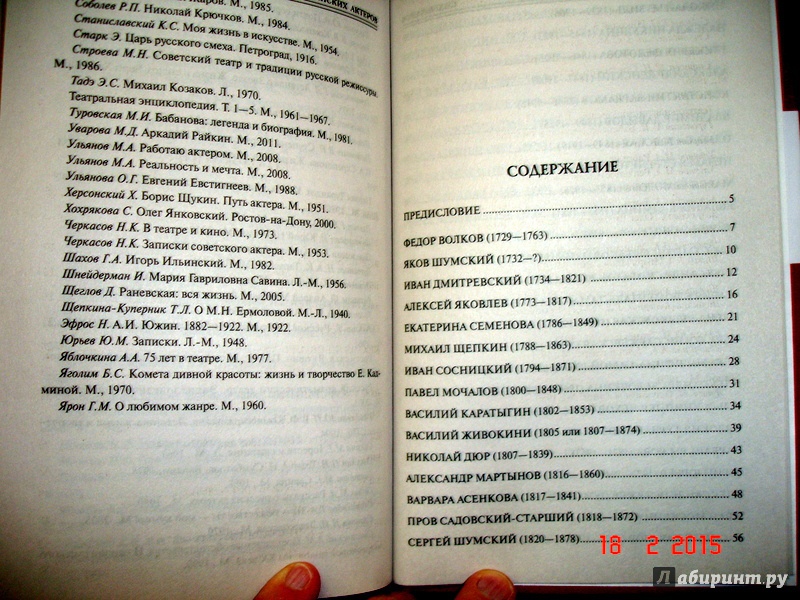 СКИХ АКТЕРОВ
М., 1985.
Соболев Р.П. Николай Крючков. М., 1984.
Станиславский К.С. Моя жизнь в искусстве. М., 1954.
Старк Э. Царь русского смеха. Петроград, 1916.
Строева М.Н. Советский театр и традиции русской режиссуры.
М., 1986.
Тадэ Э.С. Михаил Козаков. Л., 1970.
Театральная энциклопедия. Т. 1—5. М., 1961—1967.
Туровская М.И. Бабанова: легенда и биография. М., 1981.
Уварова М.Д. Аркадий Райкин. М., 2011.
Ульянов М.А. Работаю актером. М., 2008.
Ульянов М.А. Реальность и мечта. М., 2008.
Ульянова О.Г. Евгений Евстигнеев. М., 1988.
Херсонский Х. Борис Щукин. Путь актера. М., 1951.
Хохрякова С. Олег Янковский. Ростов-на-Дону, 2000.
Черкасов Н.К. В театре и кино. М., 1973.
Черкасов Н.К. Записки советского актера. М., 1953.
Шахов Г.А. Игорь Ильинский. М., 1982.
Шнейдерман И. Мария Гавриловна Савина. Л.-М., 1956.
Щеглов Д. Раневская: вся жизнь. М., 2005.
Щепкина-Куперник Т.Л. О М.Н. Ермоловой. М.-Л., 1940.
Эфрос Н. А.И. Южин. 1882—1922. М., 1922.
Юрьев Ю.М. Записки. Л.-М., 1948.
Яблочкина А.А. 75 лет в театре. М., 1977.
Яголим Б.С. Комета дивной красоты: жизнь и творчество Е. Кад-
миной. М., 1970.
Ярон Г.М. О любимом жанре. М., 1960.
СОДЕРЖАНИЕ
ПРЕДИСЛОВИЕ 5
ФЕДОР ВОЛКОВ (1729—1763) 7
ЯКОВ ШУМСКИЙ (1732—?) 10
ИВАН ДМИТРЕВСКИЙ (1734—1821) 12
АЛЕКСЕЙ ЯКОВЛЕВ (1773—1817) 16
ЕКАТЕРИНА СЕМЕНОВА (1786—1849) 21
МИХАИЛ ЩЕПКИН (1788—1863) 24
ИВАН СОСНИЦКИЙ (1794—1871) 28
ПАВЕЛ МОЧАЛОВ (1800—1848) 31
ВАСИЛИЙ КАРАТЫГИН (1802—1853) 34
ВАСИЛИЙ ЖИВОКИНИ (1805 или 1807—1874) 39
НИКОЛАЙ ДЮР (1807—1839) 43
АЛЕКСАНДР МАРТЫНОВ (1816—1860) 45
ВАРВАРА АСЕНКОВА (1817—1841) 48
ПРОВ САДОВСКИЙ-СТАРШИЙ (1818—1872) 52
СЕРГЕЙ ШУМСКИЙ (1820—1878) 56
18 2 2015
Лабиринт.ру